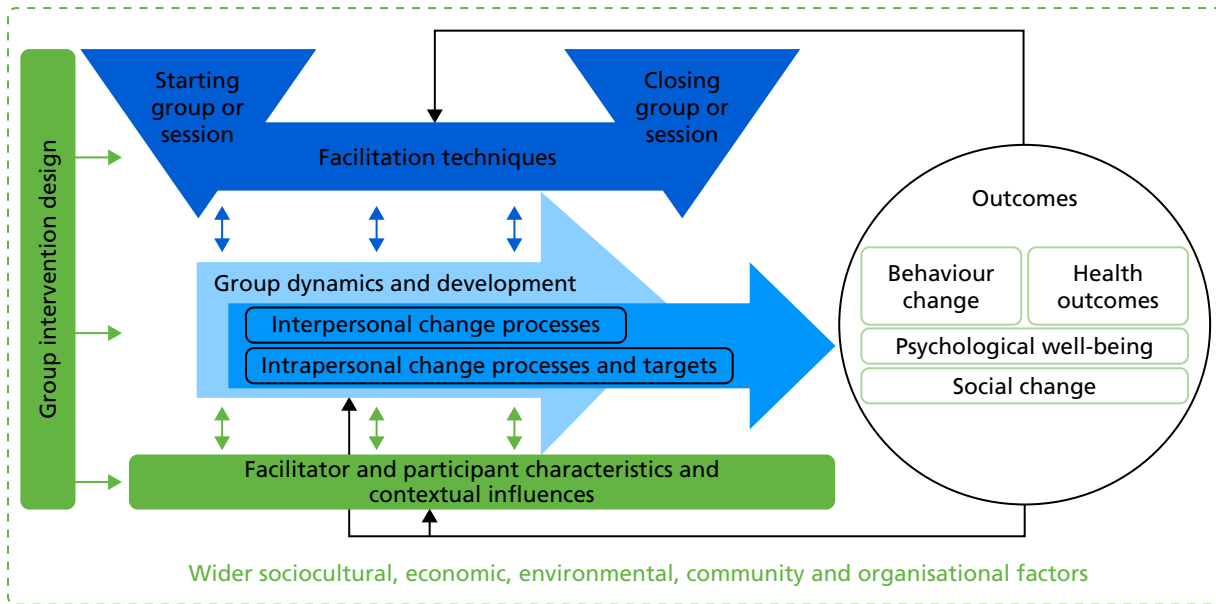 Group intervention design
Starting
group or
session
Closing
group or
session
Facilitation techniques
Group dynamics and development
Interpersonal change processes
Intrapersonal change processes and targets
Facilitator and participant characteristics and
contextual influences
Outcomes
Behaviour
change
Health
outcomes
Psychological well-being
Social change
Wider sociocultural, economic, environmental, community and organisational factors